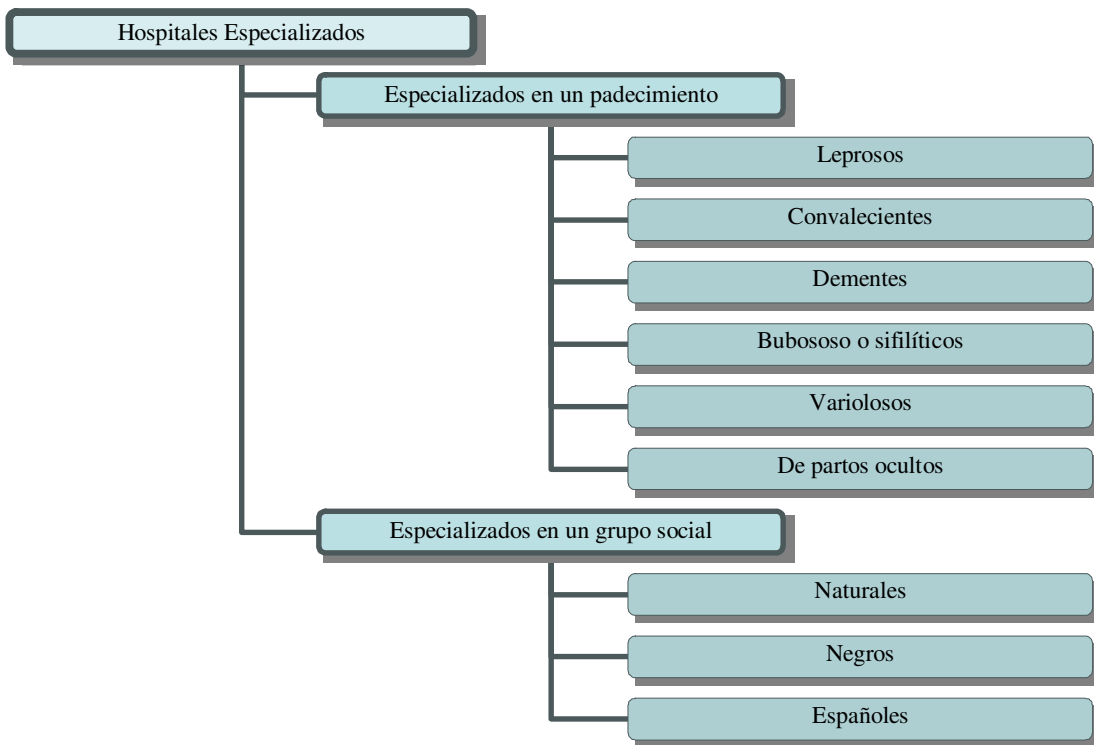 Hospitales Especializados
Especializados en un padecimiento
Leprosos
Convalecientes
Dementes
Bubososo o sifilíticos
Variolosos
De partos ocultos
Especializados en un grupo social
Naturales
Negros
Españoles